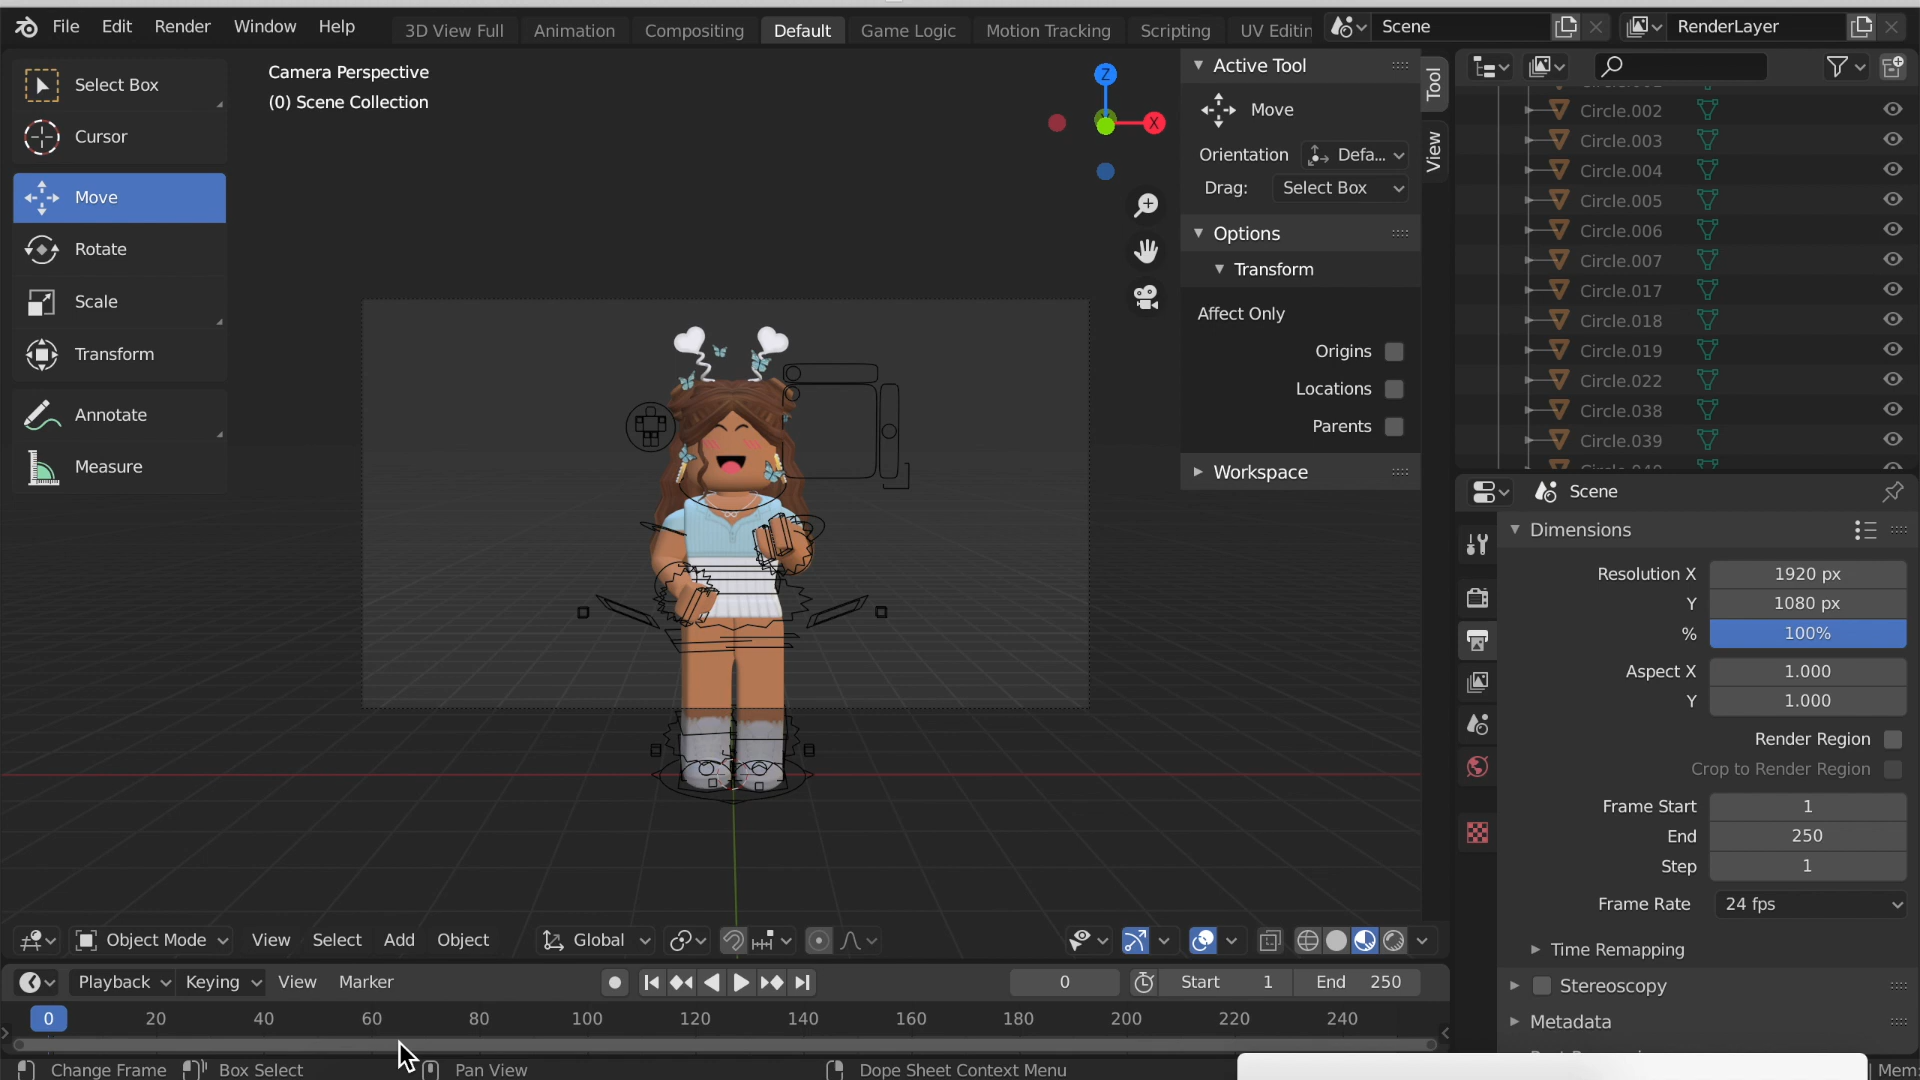 File Edit Render Window Help 3D View Full Animation Compositing Default Game Logic Motion Tracking Scripting UV Editin Scene RenderLayer
Select Box
Cursor
Move
Rotate
Scale
Transform
Annotate
Measure
Camera Perspective
(0) Scene Collection
Z
X
Active Tool
Move
Orientation Defa...
Drag: Select Box
Options
Transform
Affect Only
Origins
Locations
Parents
Workspace
Tool
View
Circle.002
Circle.003
Circle.004
Circle.005
Circle.006
Circle.007
Circle.017
Circle.018
Circle.019
Circle.022
Circle.038
Circle.039
Scene
Dimensions
Resolution X 1920 px
Y 1080 px
% 100%
Aspect X 1.000
Y 1.000
Render Region
Crop to Render Region
Frame Start 1
End 250
Step 1
Frame Rate 24 fps
Time Remapping
Stereoscopy
Metadata
Object Mode View Select Add Object Global
Playback Keying View Marker 0 Start 1 End 250
0 20 40 60 80 100 120 140 160 180 200 220 240
Change Frame Box Select Pan View Dope Sheet Context Menu Mem: